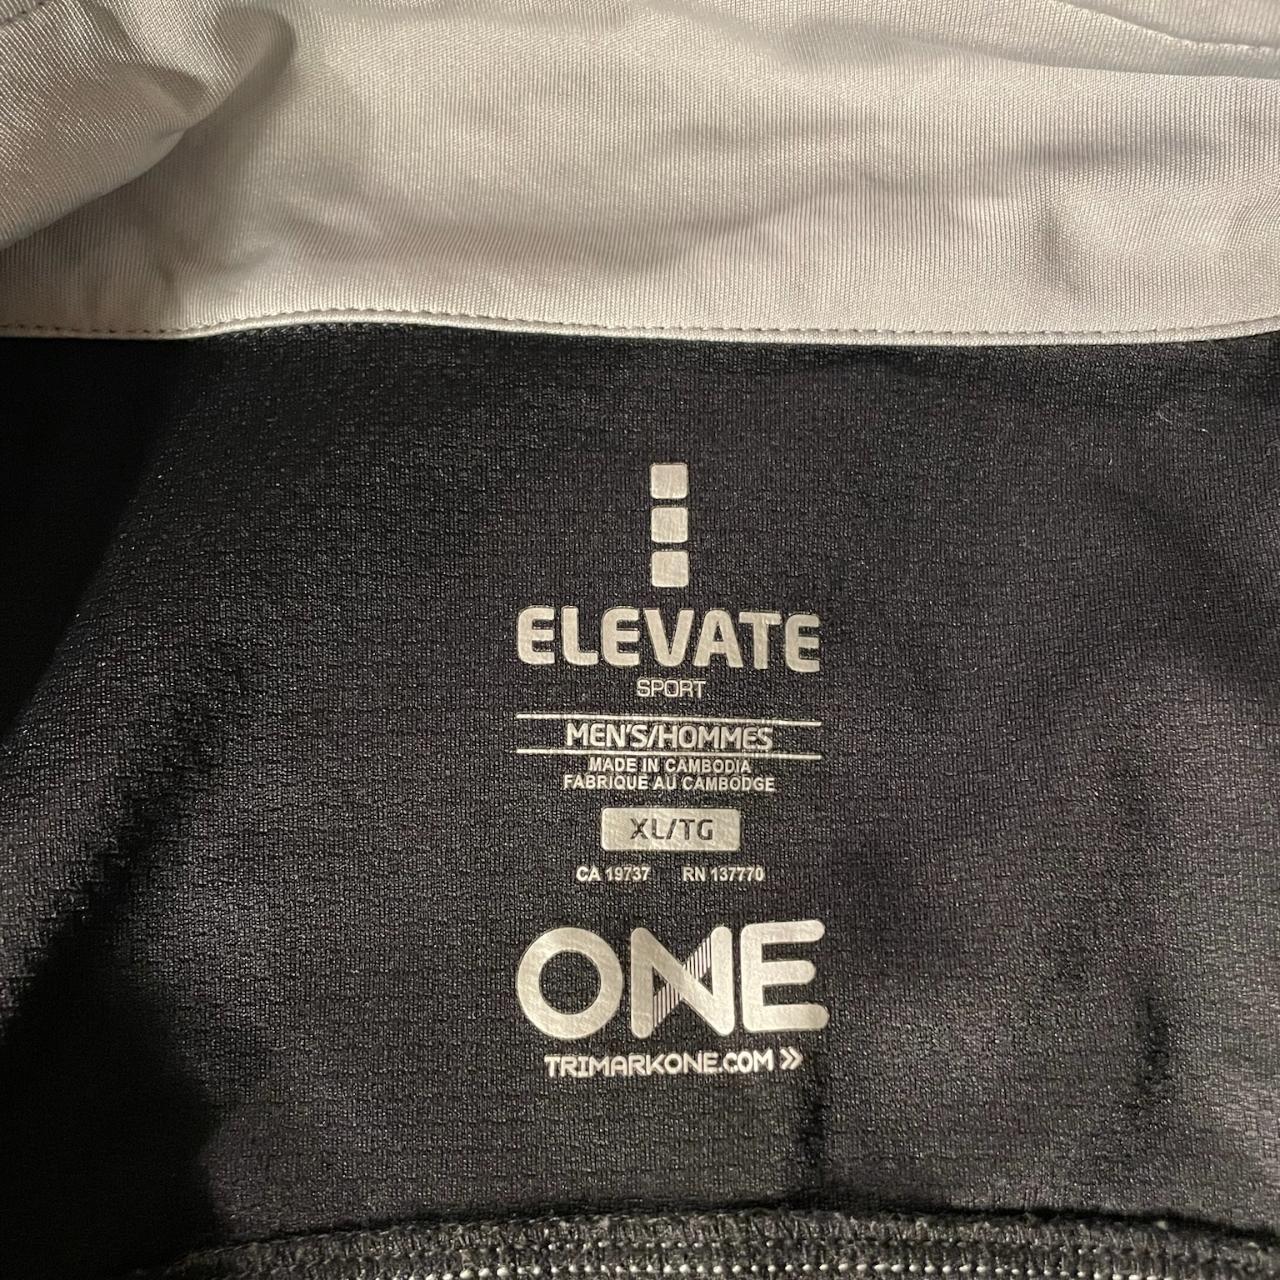 ELEVATE
SPORT
MEN'S/HOMMES
MADE IN CAMBODIA
FABRIQUE AU CAMBODGE
XL/TG
CA 19737 RN 137770
ONE
TRIMARKONE.COM »